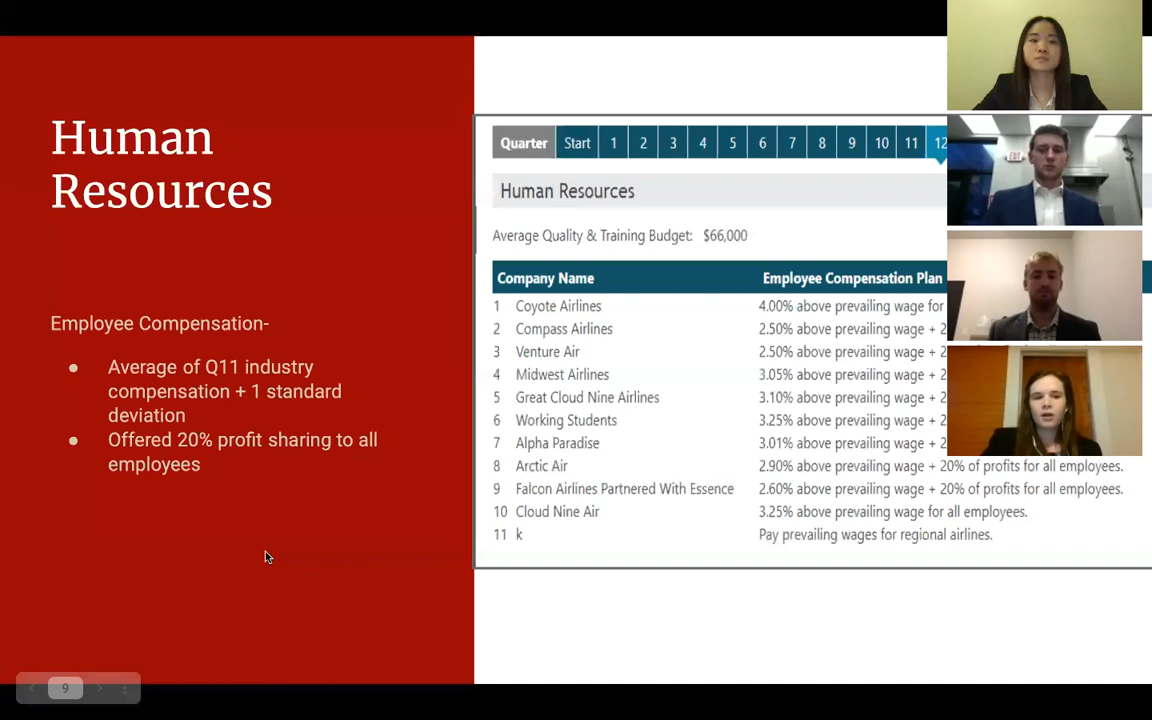 Human
Resources
Employee Compensation-
● Average of Q11 industry
compensation + 1 standard
deviation
● Offered 20% profit sharing to all
employees
9
Quarter Start 1 2 3 4 5 6 7 8 9 10 11 12
Human Resources
Average Quality & Training Budget: $66,000
Company Name Employee Compensation Plan
1 Coyote Airlines 4.00% above prevailing wage for
2 Compass Airlines 2.50% above prevailing wage + 2
3 Venture Air 2.50% above prevailing wage + 2
4 Midwest Airlines 3.05% above prevailing wage + 2
5 Great Cloud Nine Airlines 3.10% above prevailing wage + 2
6 Working Students 3.25% above prevailing wage + 2
7 Alpha Paradise 3.01% above prevailing wage + 2
8 Arctic Air 2.90% above prevailing wage + 20% of profits for all employees.
9 Falcon Airlines Partnered With Essence 2.60% above prevailing wage + 20% of profits for all employees.
10 Cloud Nine Air 3.25% above prevailing wage for all employees.
11 k Pay prevailing wages for regional airlines.
EXIT